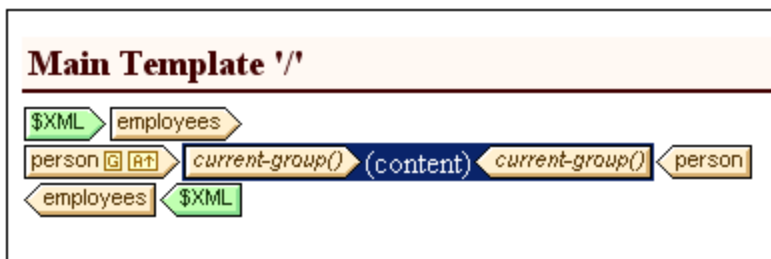 Main Template '/'
$XML employees
person G A↑ current-group() (content) current-group() person
employees $XML